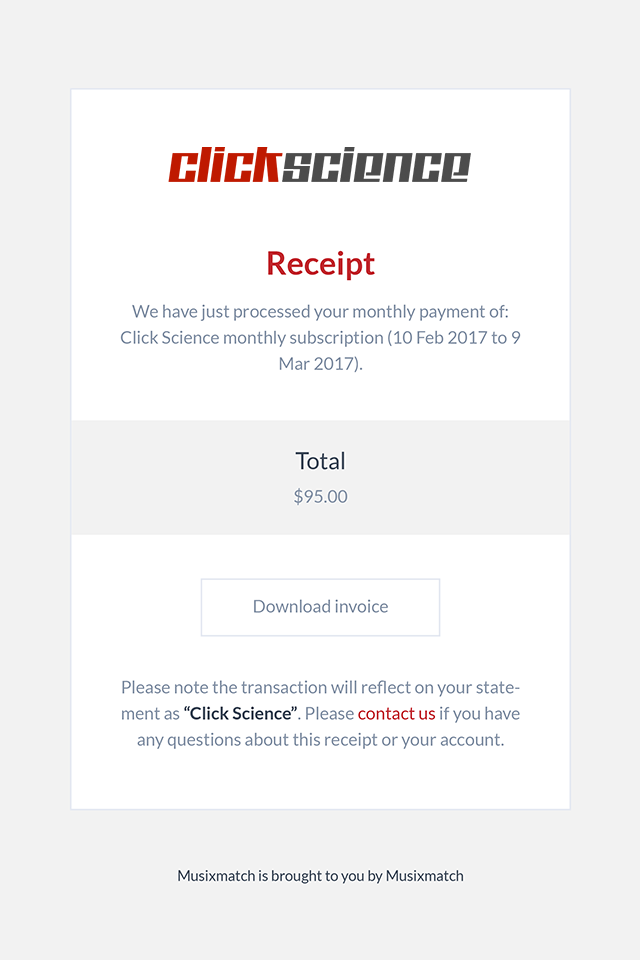 clickscience
Receipt
We have just processed your monthly payment of:
Click Science monthly subscription (10 Feb 2017 to 9
Mar 2017).
Total
$95.00
Download invoice
Please note the transaction will reflect on your state-
ment as “Click Science”. Please contact us if you have
any questions about this receipt or your account.
Musixmatch is brought to you by Musixmatch